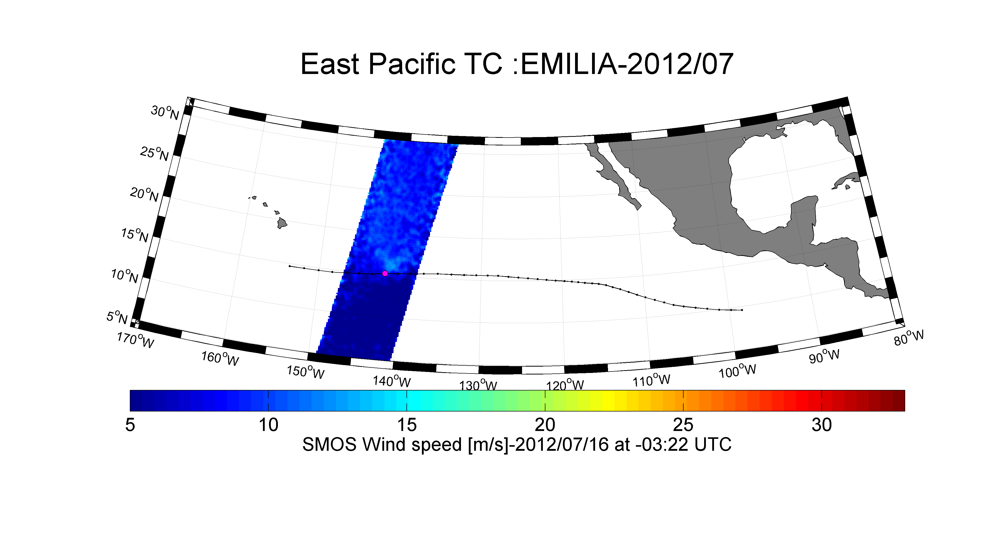 East Pacific TC :EMILIA-2012/07
30°N
25°N
20°N
15°N
10°N
5°N
170°W
160°W
150°W
140°W
130°W
120°W
110°W
100°W
90°W
80°W
5 10 15 20 25 30
SMOS Wind speed [m/s]-2012/07/16 at -03:22 UTC